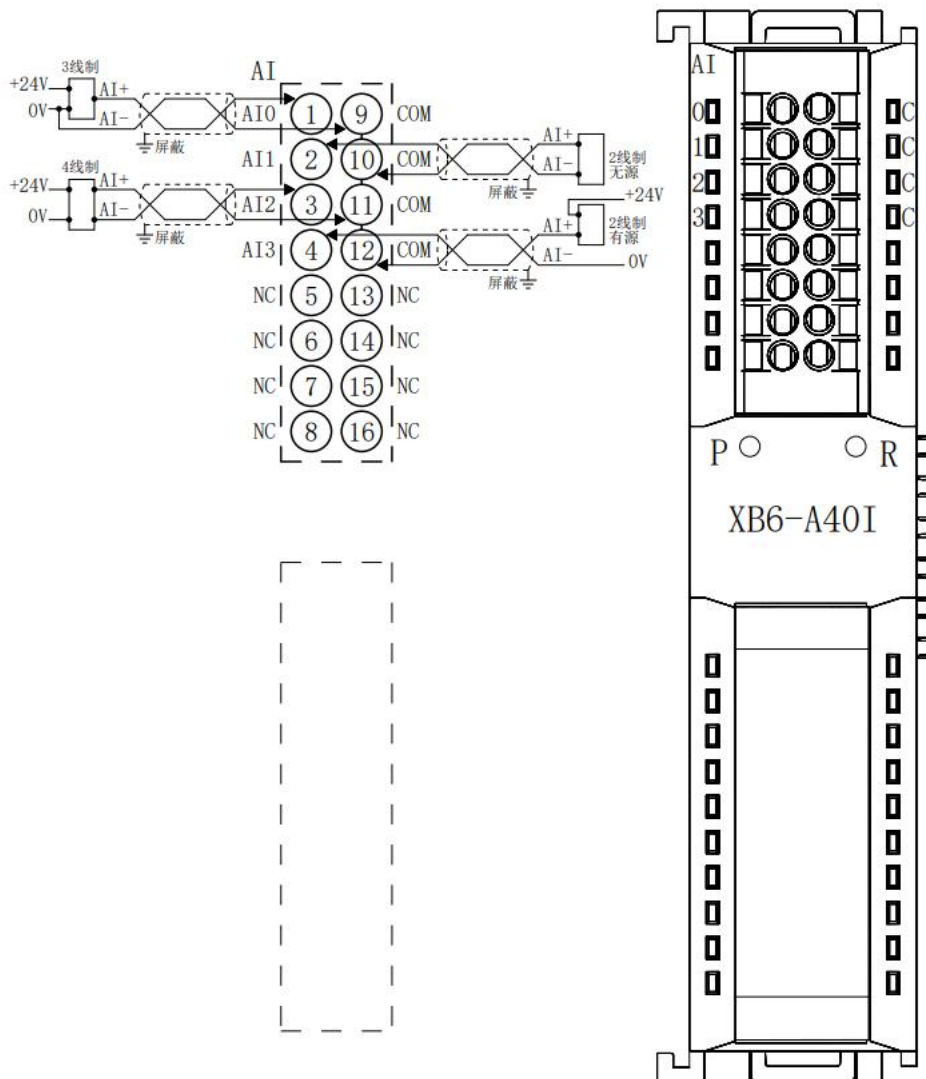 AI
3线制
+24V
AI+
0V
AI-
屏蔽
AI0
1
9
COM
AI1
2
10
COM
AI+
AI-
2线制
无源
屏蔽
4线制
+24V
AI+
0V
AI-
屏蔽
AI2
3
11
COM
+24V
AI+
2线制
有源
AI-
0V
屏蔽
AI3
4
12
COM
NC
5
13
NC
NC
6
14
NC
NC
7
15
NC
NC
8
16
NC
AI
0
C
1
C
2
C
3
C
P
R
XB6-A40I